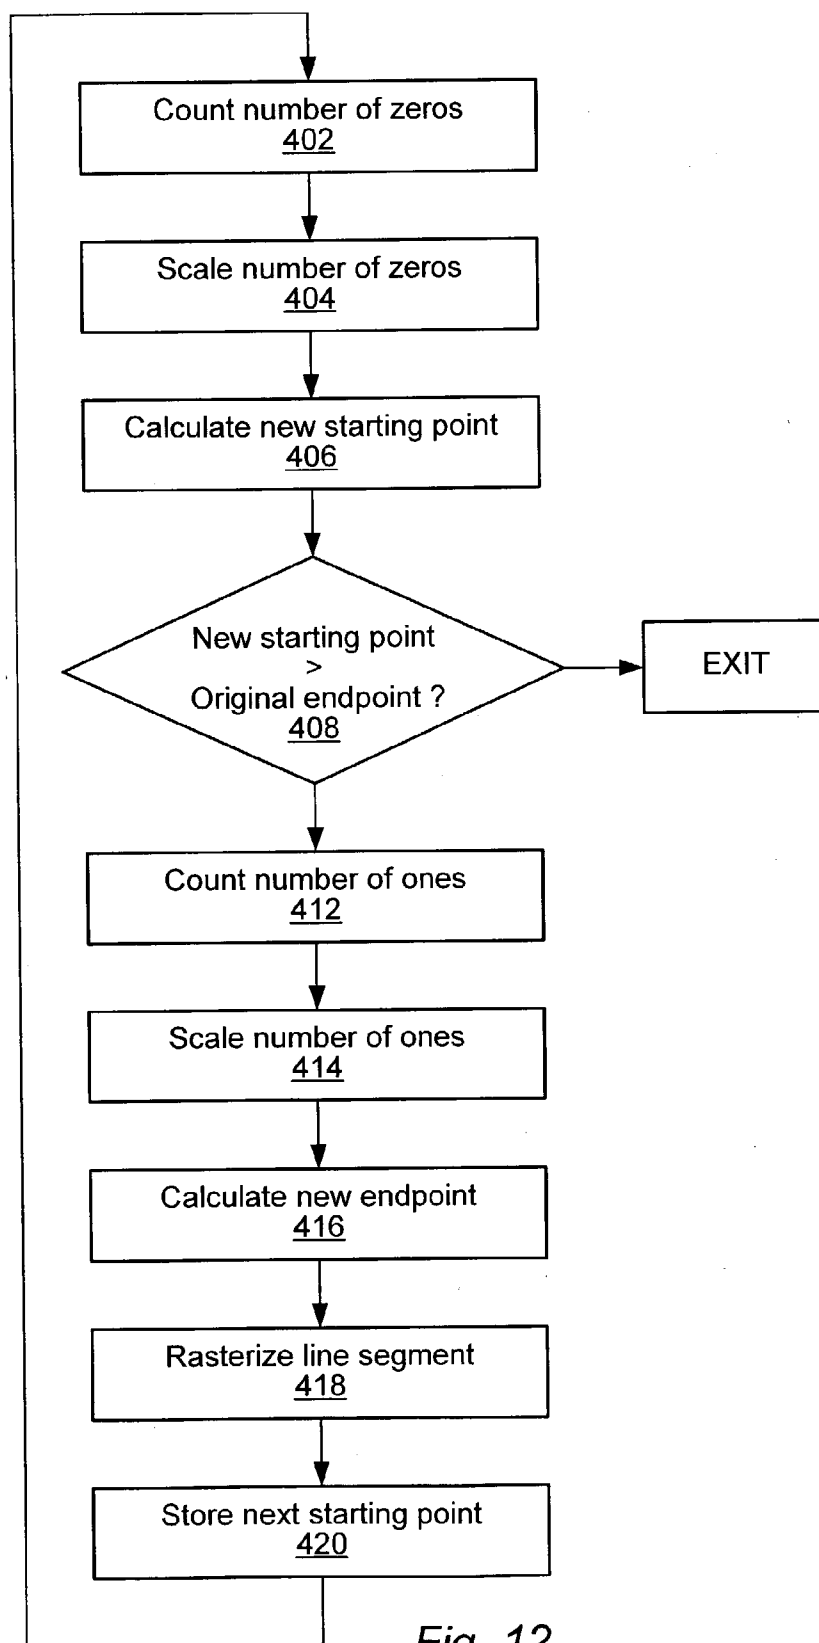 Count number of zeros
402
Scale number of zeros
404
Calculate new starting point
406
New starting point
>
Original endpoint ?
408
EXIT
Count number of ones
412
Scale number of ones
414
Calculate new endpoint
416
Rasterize line segment
418
Store next starting point
420
Fig. 12